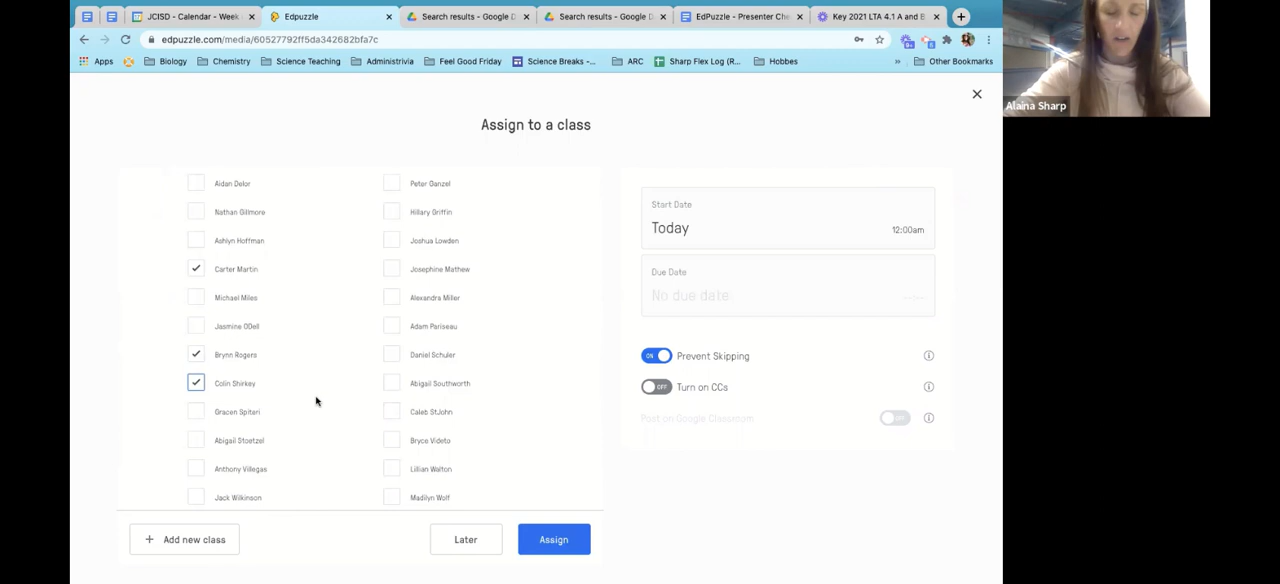 JCISD - Calendar - Week
Edpuzzle
Search results - Google D
Search results - Google D
EdPuzzle - Presenter Che
Key 2021 LTA 4.1 A and B
edpuzzle.com/media/60527792ff5da342682bfa7c
Apps
Biology
Chemistry
Science Teaching
Administrivia
Feel Good Friday
Science Breaks -...
ARC
Sharp Flex Log (R...
Hobbes
Other Bookmarks
Alaina Sharp
Assign to a class
Aidan Delor
Peter Ganzel
Nathan Gillmore
Hillary Griffin
Ashlyn Hoffman
Joshua Lowden
Carter Martin
Josephine Mathew
Michael Miles
Alexandra Miller
Jasmine ODell
Adam Pariseau
Brynn Rogers
Daniel Schuler
Colin Shirkey
Abigail Southworth
Gracen Spitari
Caleb StJohn
Abigail Stoetzel
Bryce Videto
Anthony Villegas
Lillian Walton
Jack Wilkinson
Madilyn Wolf
Start Date
Today
12:00am
Due Date
No due date
--:--
ON Prevent Skipping
OFF Turn on CCs
Post on Google Classroom
OFF
+ Add new class
Later
Assign